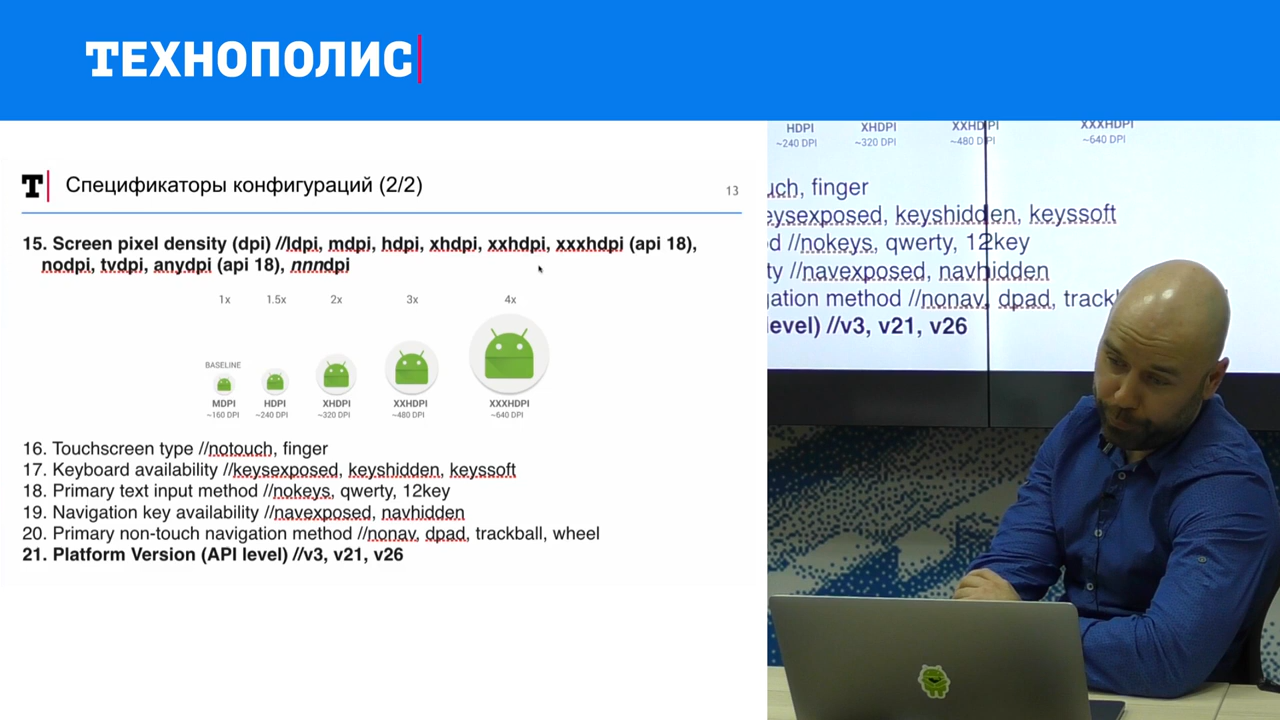 ТЕХНОПОЛИС
Т Спецификаторы конфигураций (2/2)
13
15. Screen pixel density (dpi) //ldpi, mdpi, hdpi, xhdpi, xxhdpi, xxxhdpi (api 18),
nodpi, tvdpi, anydpi (api 18), nnndpi
1x 1.5x 2x 3x 4x
BASELINE
MDPI HDPI XHDPI XXHDPI XXXHDPI
~160 DPI ~240 DPI ~320 DPI ~480 DPI ~640 DPI
16. Touchscreen type //notouch, finger
17. Keyboard availability //keysexposed, keyshidden, keyssoft
18. Primary text input method //nokeys, qwerty, 12key
19. Navigation key availability //navexposed, navhidden
20. Primary non-touch navigation method //nonav, dpad, trackball, wheel
21. Platform Version (API level) //v3, v21, v26
HDPI XHDPI XXHDPI XXXHDPI
~240 DPI ~320 DPI ~480 DPI ~640 DPI
uch, finger
eysexposed, keyshidden, keyssoft
d //nokeys, qwerty, 12key
ty //navexposed, navhidden
gation method //nonav, dpad, track
level) //v3, v21, v26